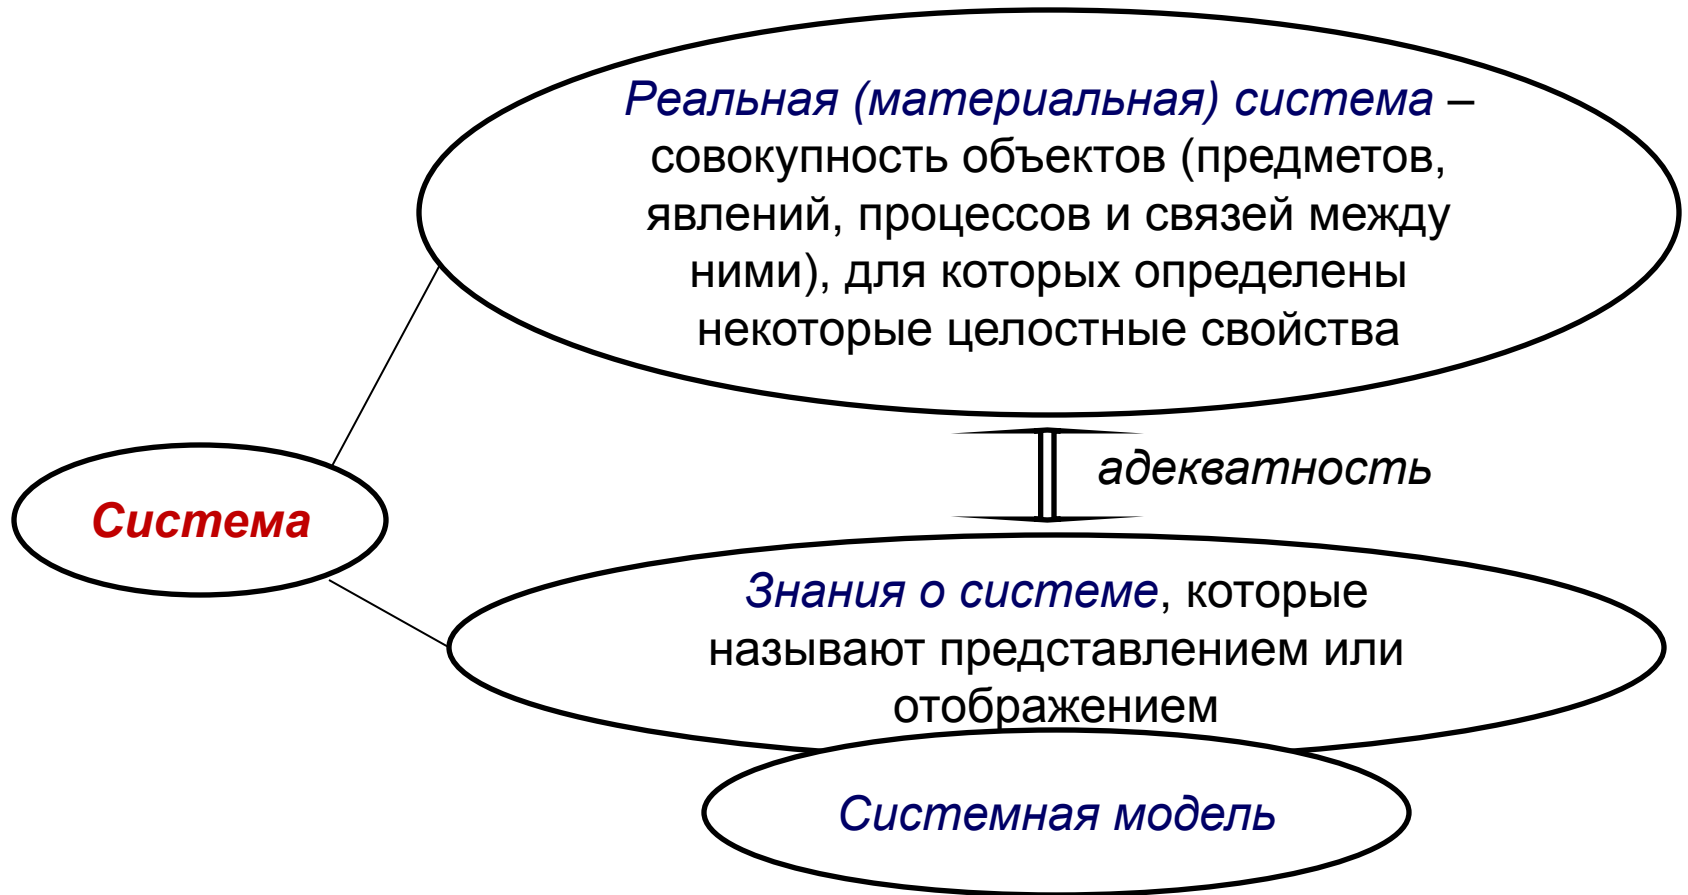 Реальная (материальная) система –
совокупность объектов (предметов,
явлений, процессов и связей между
ними), для которых определены
некоторые целостные свойства
адекватность
Система
Знания о системе, которые
называют представлением или
отображением
Системная модель